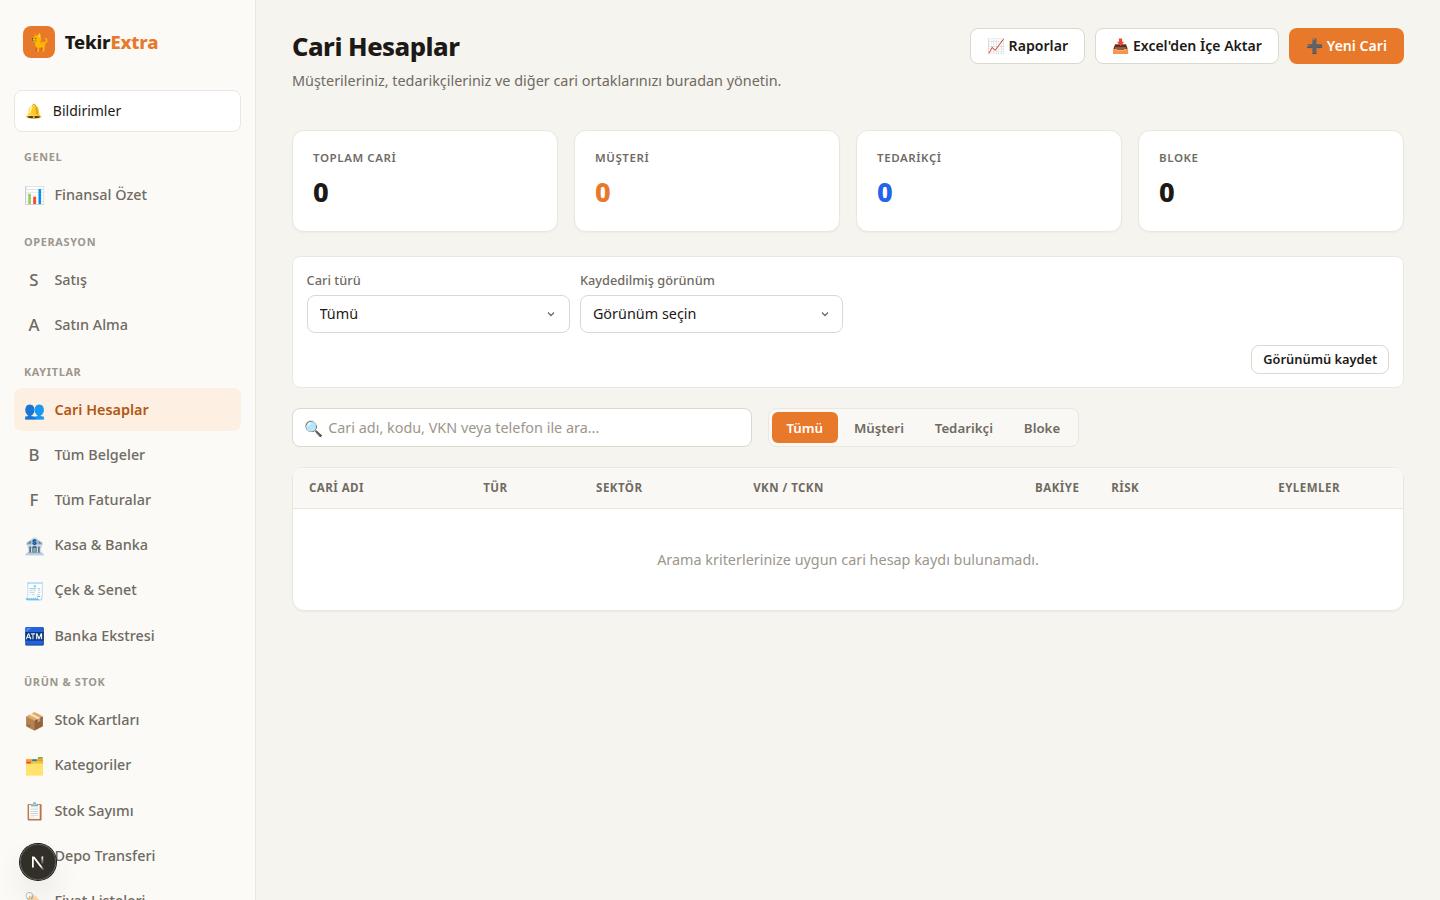 TekirExtra
Bildirimler
GENEL
Finansal Özet
OPERASYON
S Satış
A Satın Alma
KAYITLAR
Cari Hesaplar
B Tüm Belgeler
F Tüm Faturalar
Kasa & Banka
Çek & Senet
ATM Banka Ekstresi
ÜRÜN & STOK
Stok Kartları
Kategoriler
Stok Sayımı
N Depo Transferi
Fiyat Listeleri
Cari Hesaplar
Müşterileriniz, tedarikçileriniz ve diğer cari ortaklarınızı buradan yönetin.
Raporlar
Excel'den İçe Aktar
Yeni Cari
TOPLAM CARİ
0
MÜŞTERİ
0
TEDARİKÇİ
0
BLOKE
0
Cari türü
Tümü
Kaydedilmiş görünüm
Görünüm seçin
Görünümü kaydet
Cari adı, kodu, VKN veya telefon ile ara...
Tümü Müşteri Tedarikçi Bloke
CARİ ADI TÜR SEKTÖR VKN / TCKN BAKİYE RİSK EYLEMLER
Arama kriterlerinize uygun cari hesap kaydı bulunamadı.